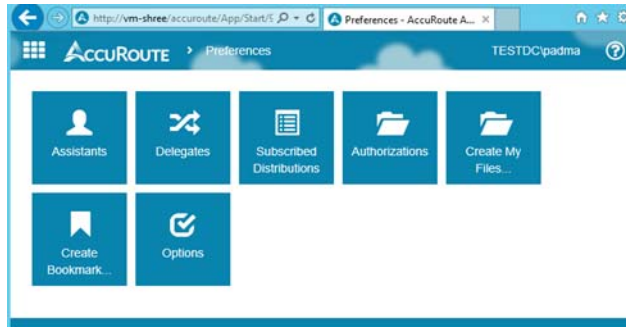 http://vm-shree/accuroute/App/Start/
Preferences - AccuRoute A...
ACCUROUTE > Preferences
TESTDC\padma
?
Assistants
Delegates
Subscribed
Distributions
Authorizations
Create My
Files...
Create
Bookmark...
Options